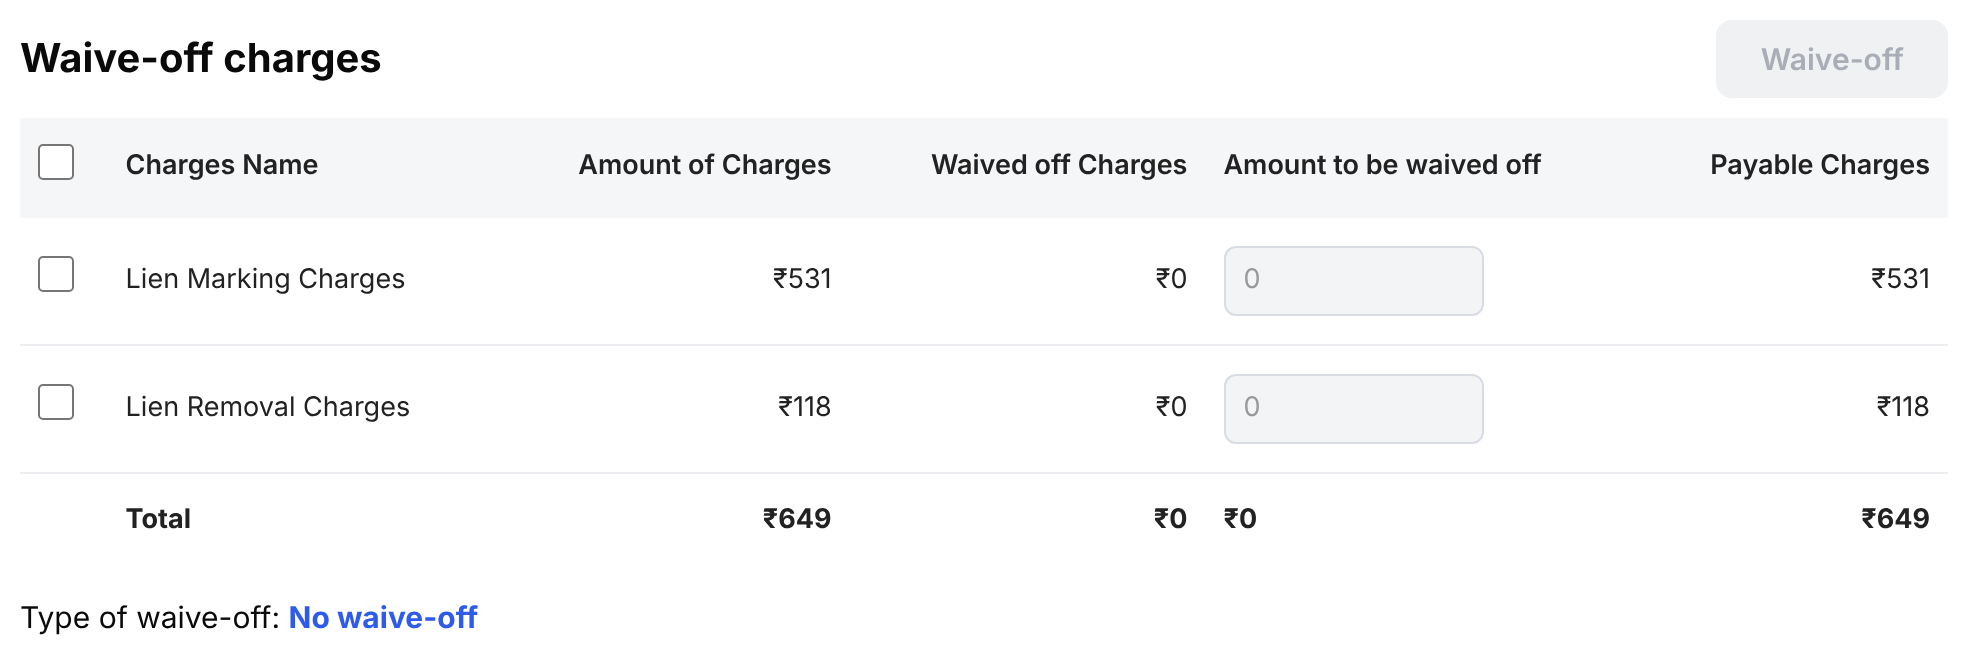 Waive-off charges
Waive-off
Charges Name Amount of Charges Waived off Charges Amount to be waived off Payable Charges
Lien Marking Charges ₹531 ₹0 0 ₹531
Lien Removal Charges ₹118 ₹0 0 ₹118
Total ₹649 ₹0 ₹0 ₹649
Type of waive-off: No waive-off